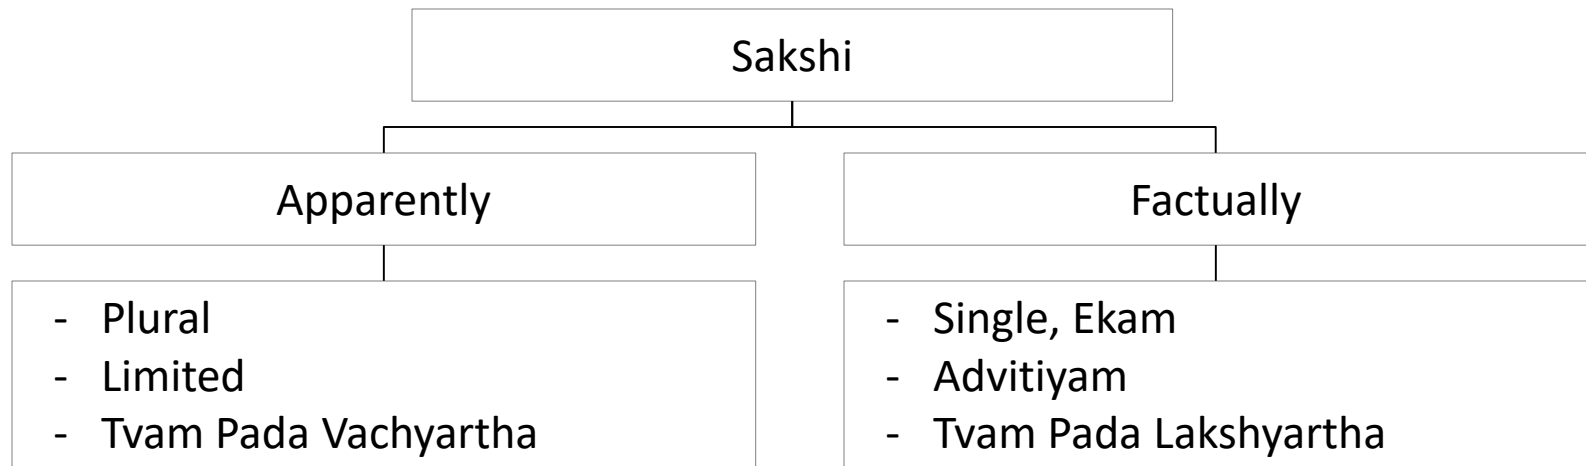 Sakshi
Apparently
- Plural
- Limited
- Tvam Pada Vachyartha
Factually
- Single, Ekam
- Advitiyam
- Tvam Pada Lakshyartha